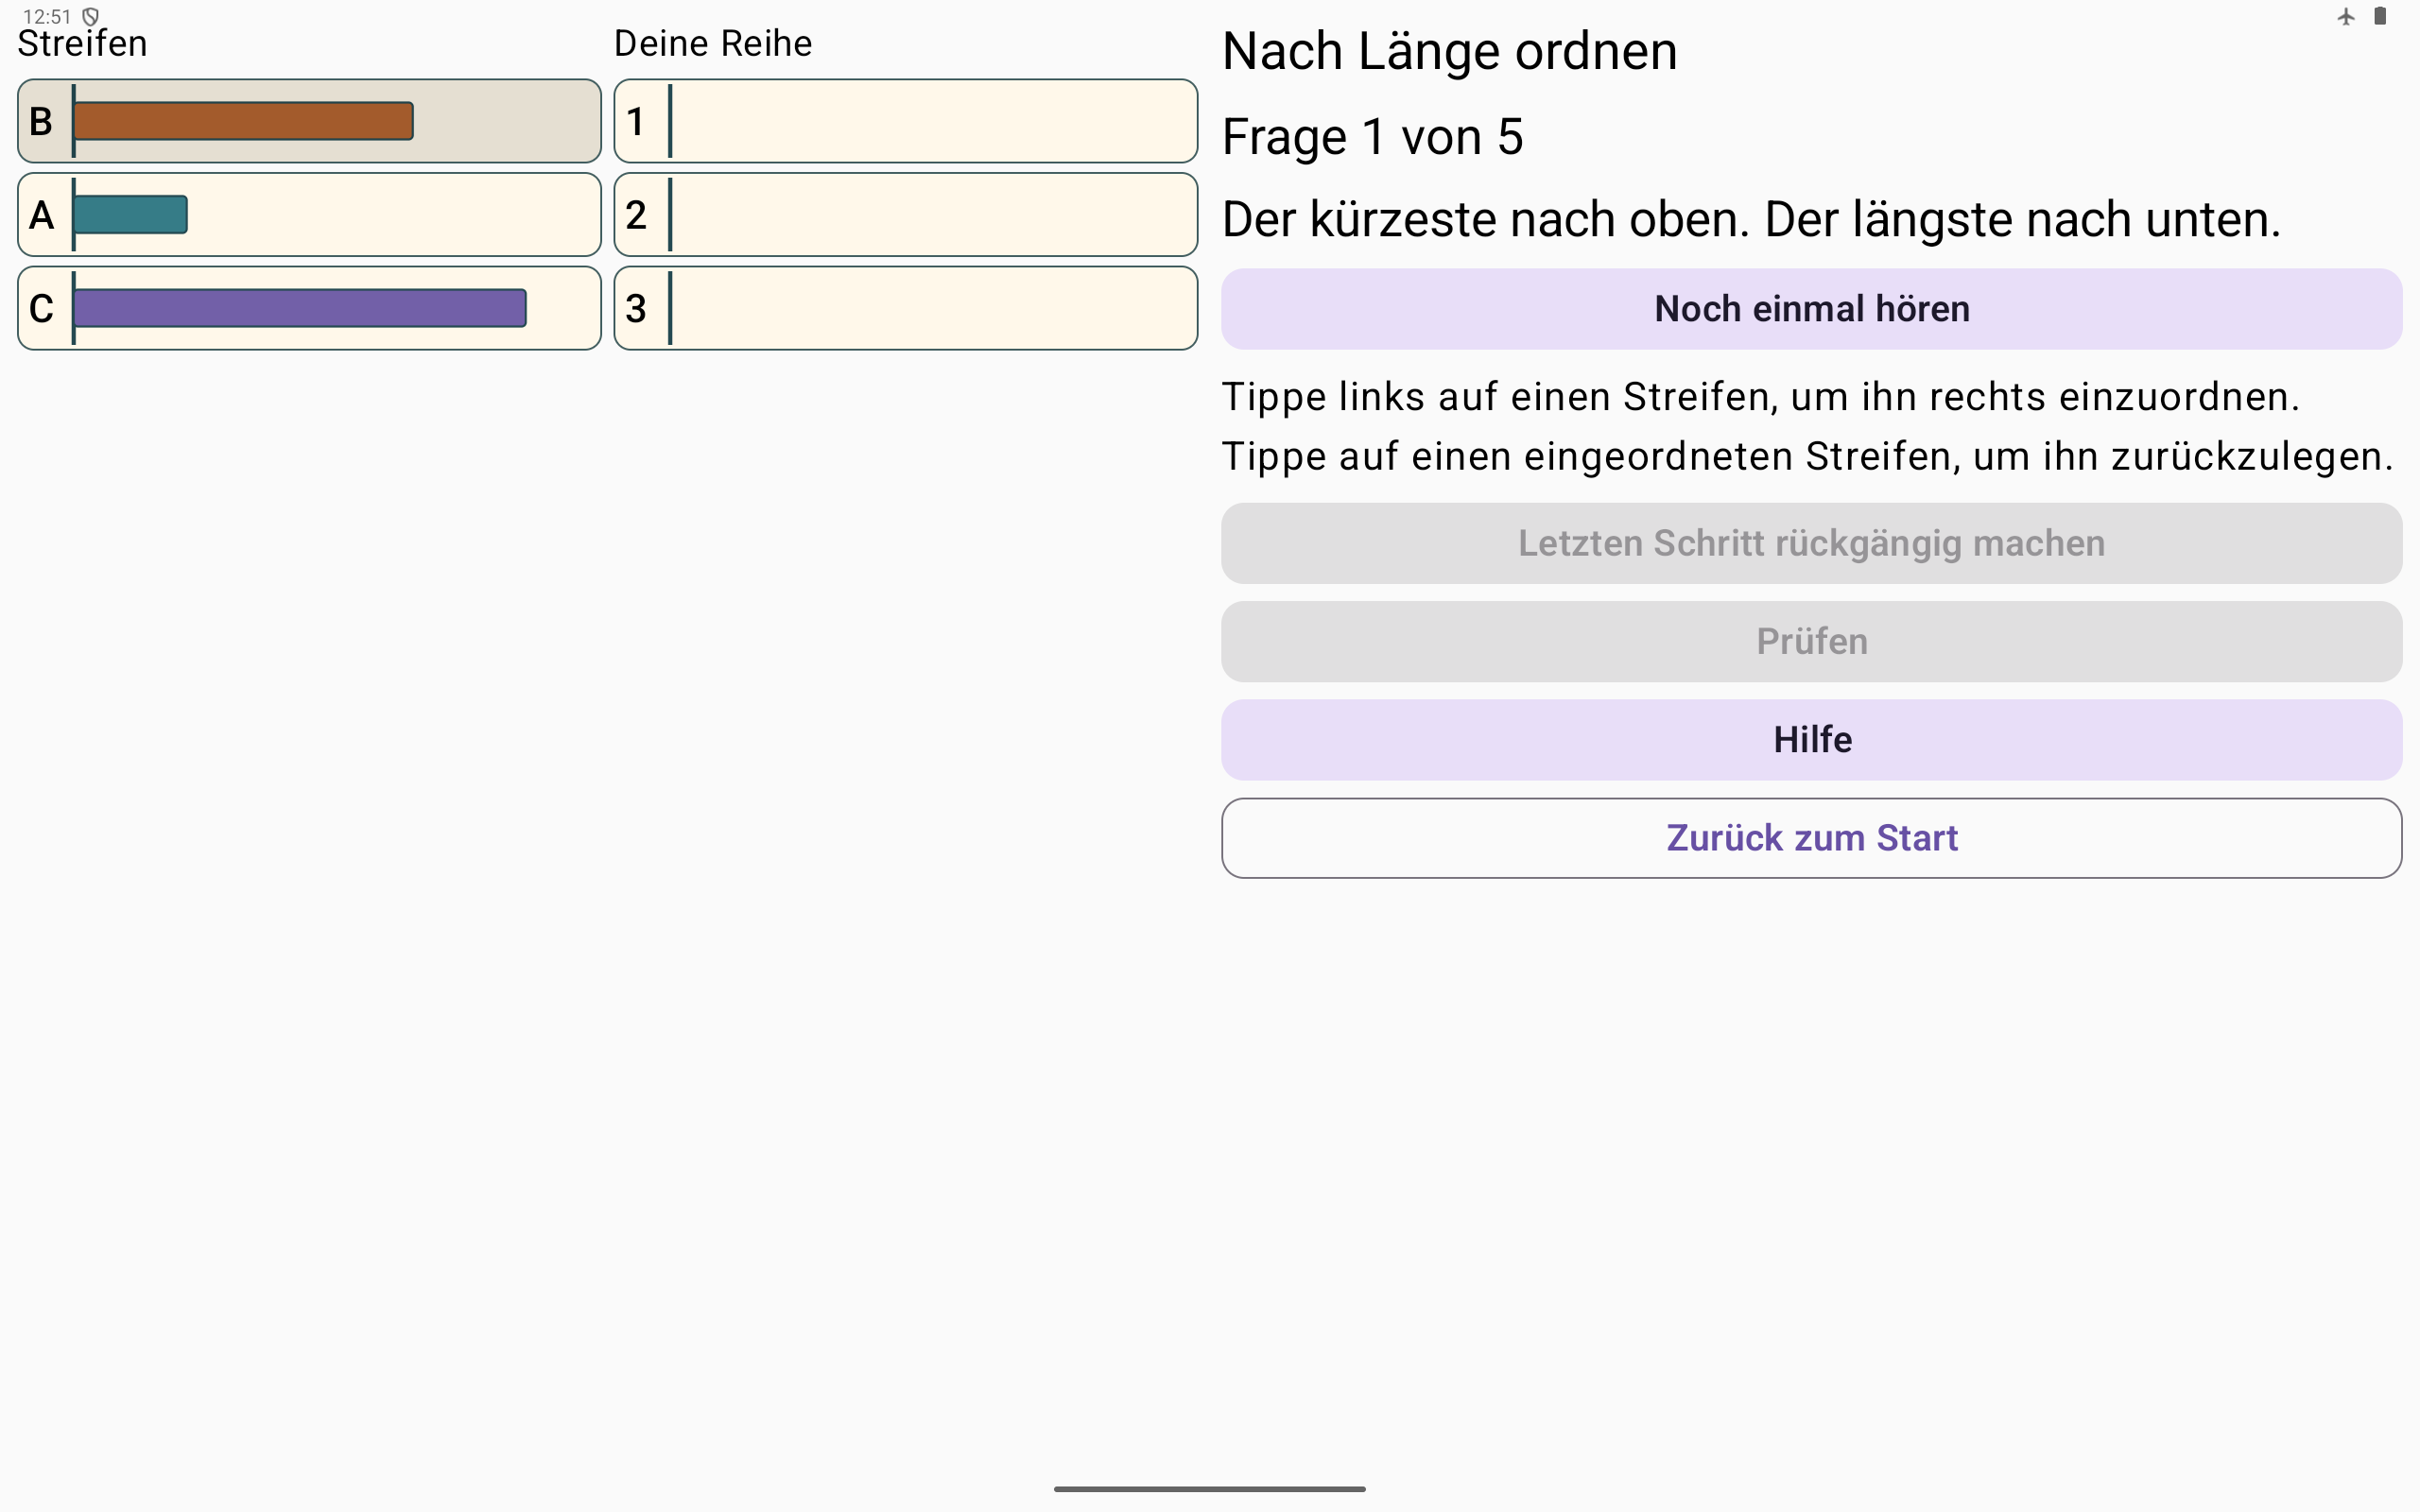 12:51
Streifen
B
A
C
Deine Reihe
1
2
3
Nach Länge ordnen
Frage 1 von 5
Der kürzeste nach oben. Der längste nach unten.
Noch einmal hören
Tippe links auf einen Streifen, um ihn rechts einzuordnen.
Tippe auf einen eingeordneten Streifen, um ihn zurückzulegen.
Letzten Schritt rückgängig machen
Prüfen
Hilfe
Zurück zum Start